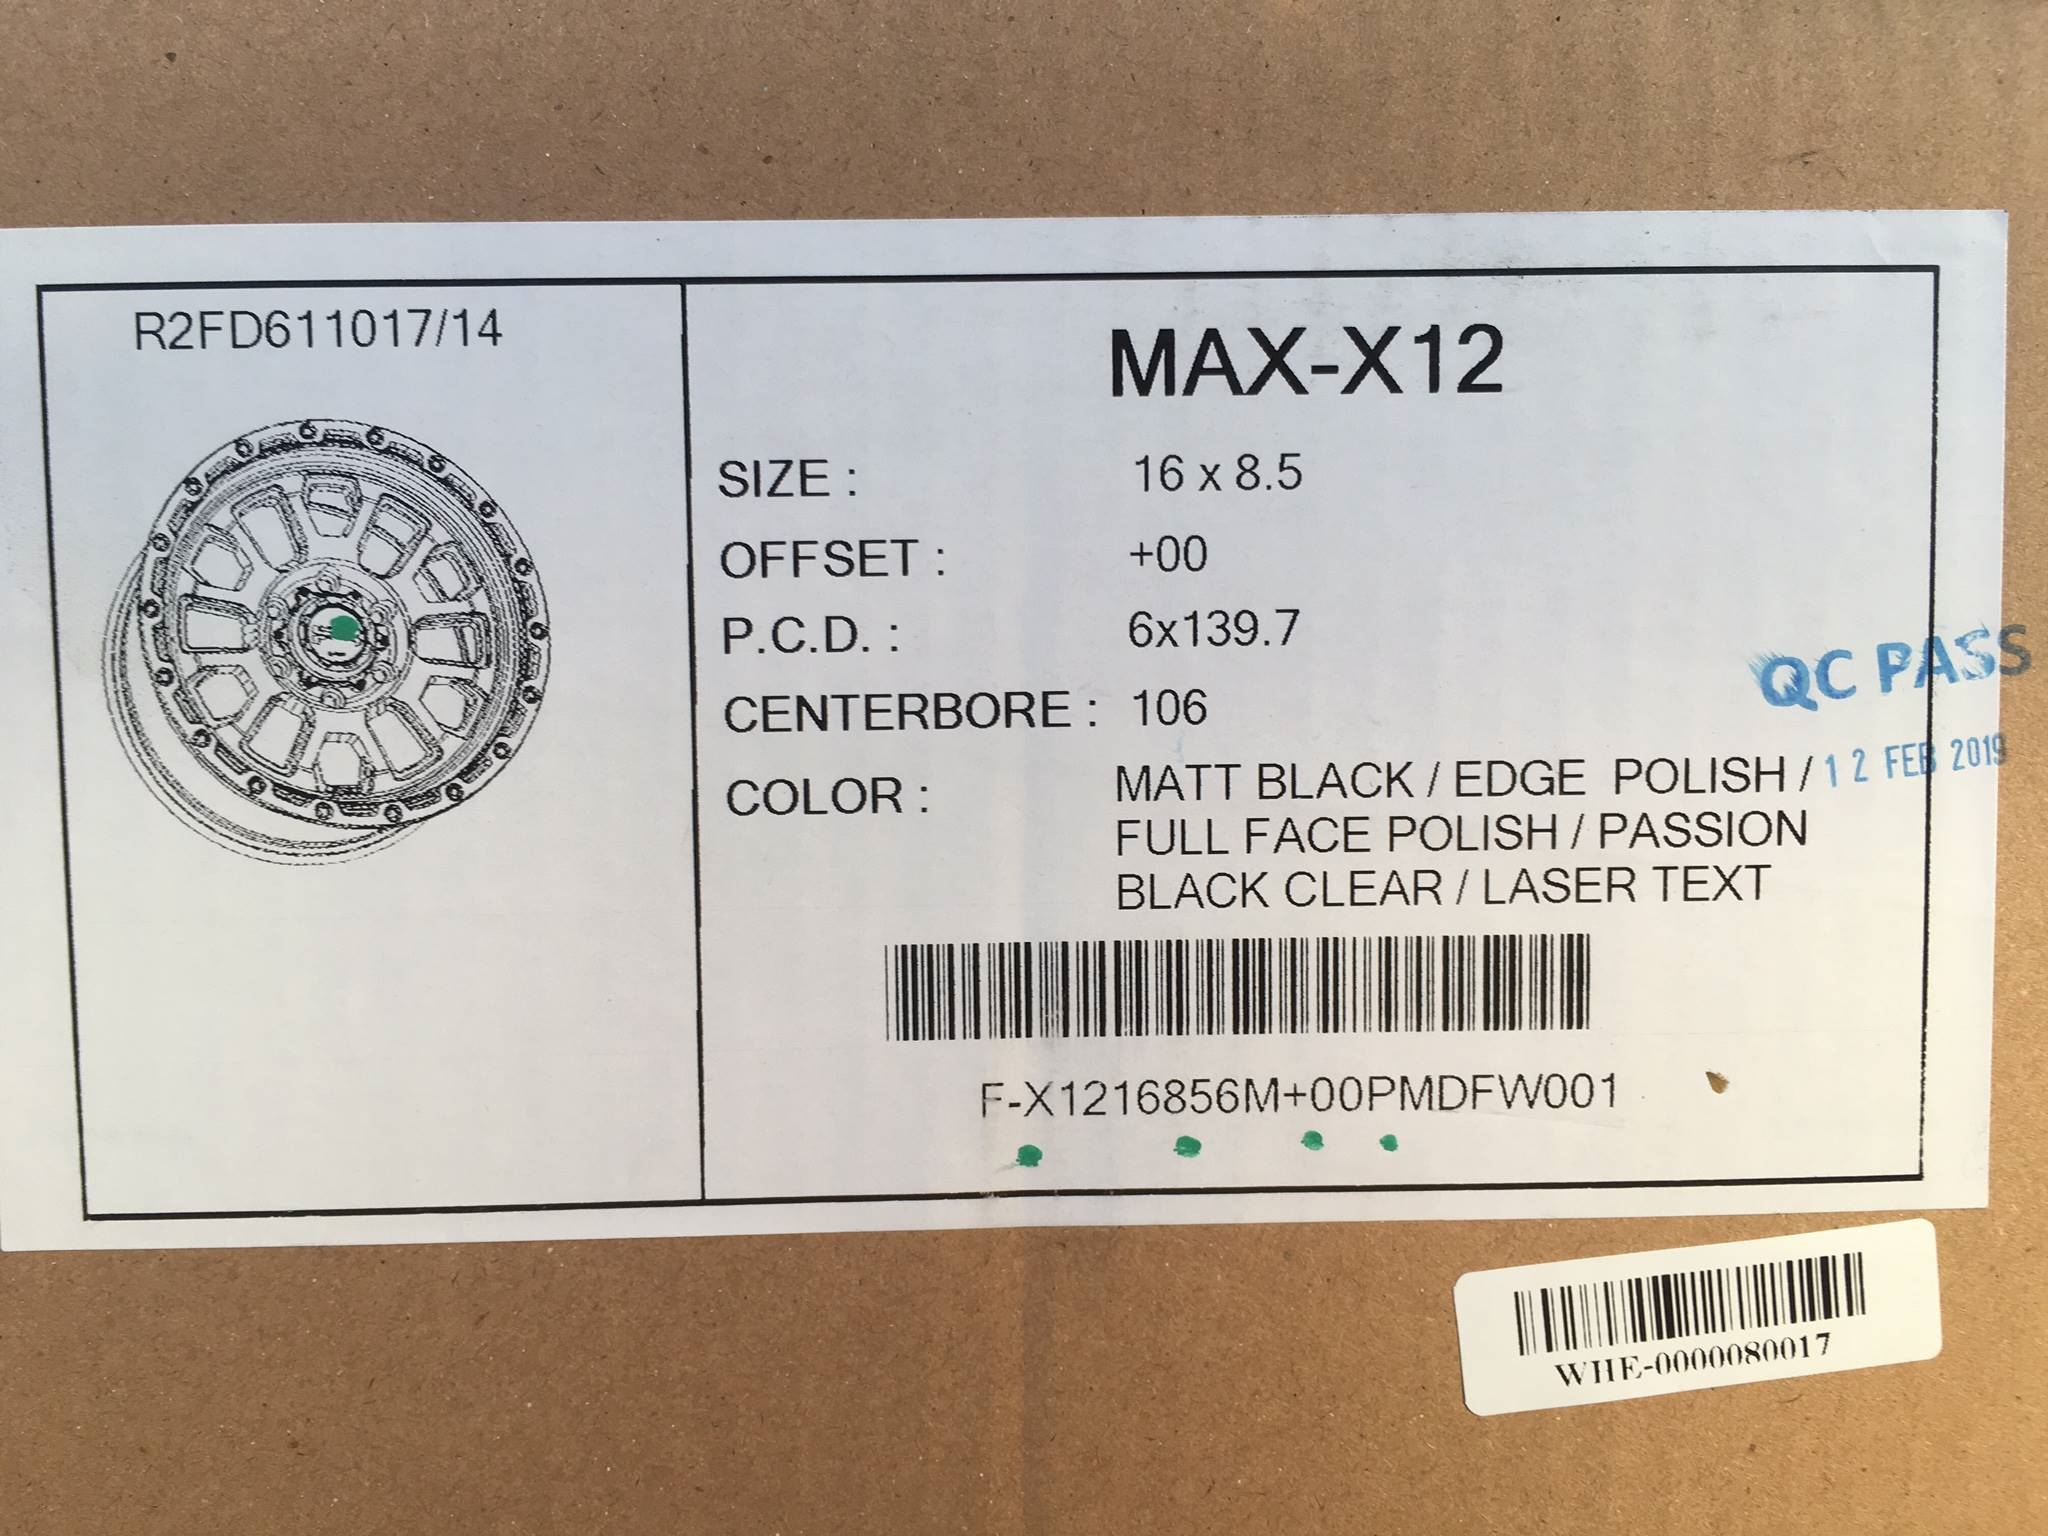 R2FD611017/14
MAX-X12
SIZE : 16 x 8.5
OFFSET : +00
P.C.D. : 6x139.7
CENTERBORE : 106
COLOR : MATT BLACK / EDGE POLISH /
FULL FACE POLISH / PASSION
BLACK CLEAR / LASER TEXT
QC PASS
12 FEB 2019
F-X1216856M+00PMDFW001
WHE-0000080017